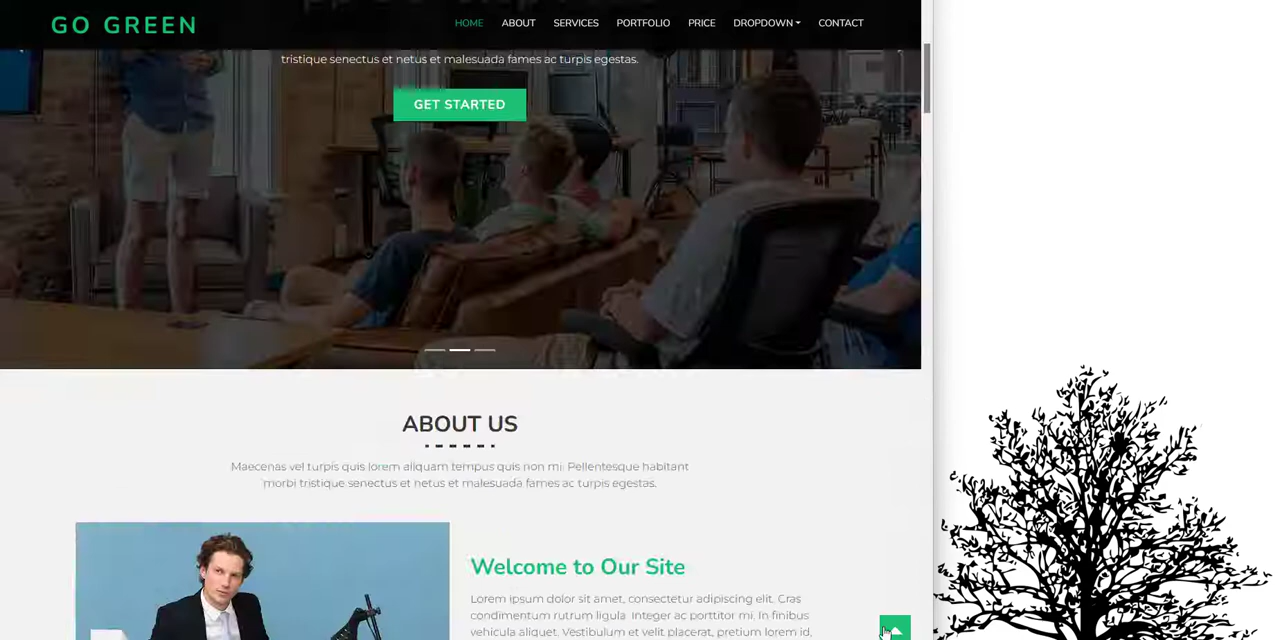 GO GREEN
HOME ABOUT SERVICES PORTFOLIO PRICE DROPDOWN CONTACT
tristique senectus et netus et malesuada fames ac turpis egestas.
GET STARTED
ABOUT US
Maecenas vel turpis quis lorem aliquam tempus quis non mi. Pellentesque habitant
morbi tristique senectus et netus et malesuada fames ac turpis egestas.
Welcome to Our Site
Lorem ipsum dolor sit amet, consectetur adipiscing elit. Cras
condimentum rutrum ligula. Integer ac porttitor mi. In finibus
vehicula aliquet. Vestibulum et velit placerat, pretium lorem id,